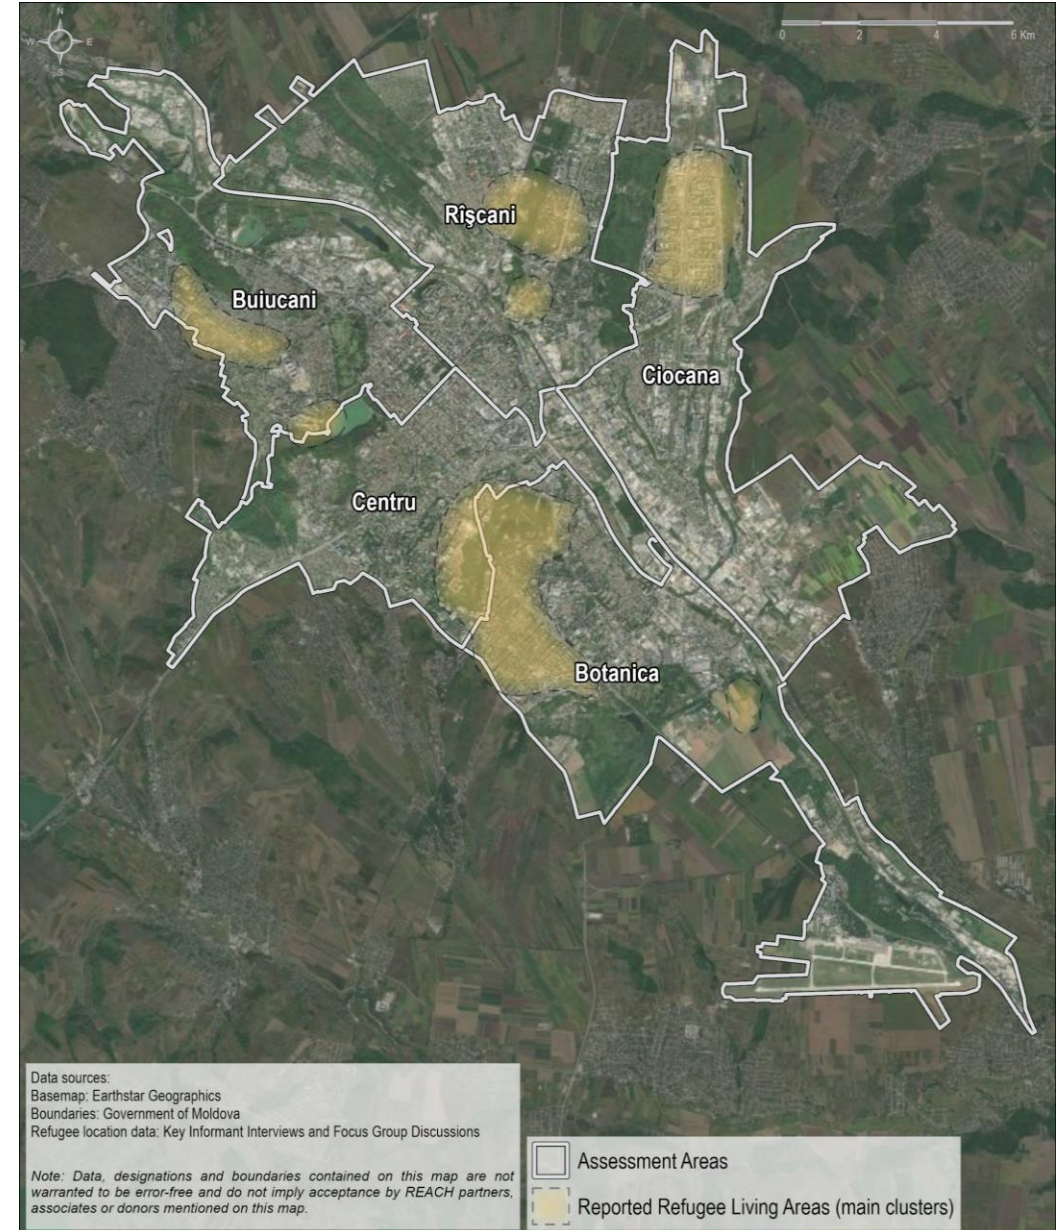 N
W
E
S
0 2 4 6 Km
Rîşcani
Buiucani
Ciocana
Centru
Botanica
Data sources:
Basemap: Earthstar Geographics
Boundaries: Government of Moldova
Refugee location data: Key Informant Interviews and Focus Group Discussions
Note: Data, designations and boundaries contained on this map are not
warranted to be error-free and do not imply acceptance by REACH partners,
associates or donors mentioned on this map.
Assessment Areas
Reported Refugee Living Areas (main clusters)